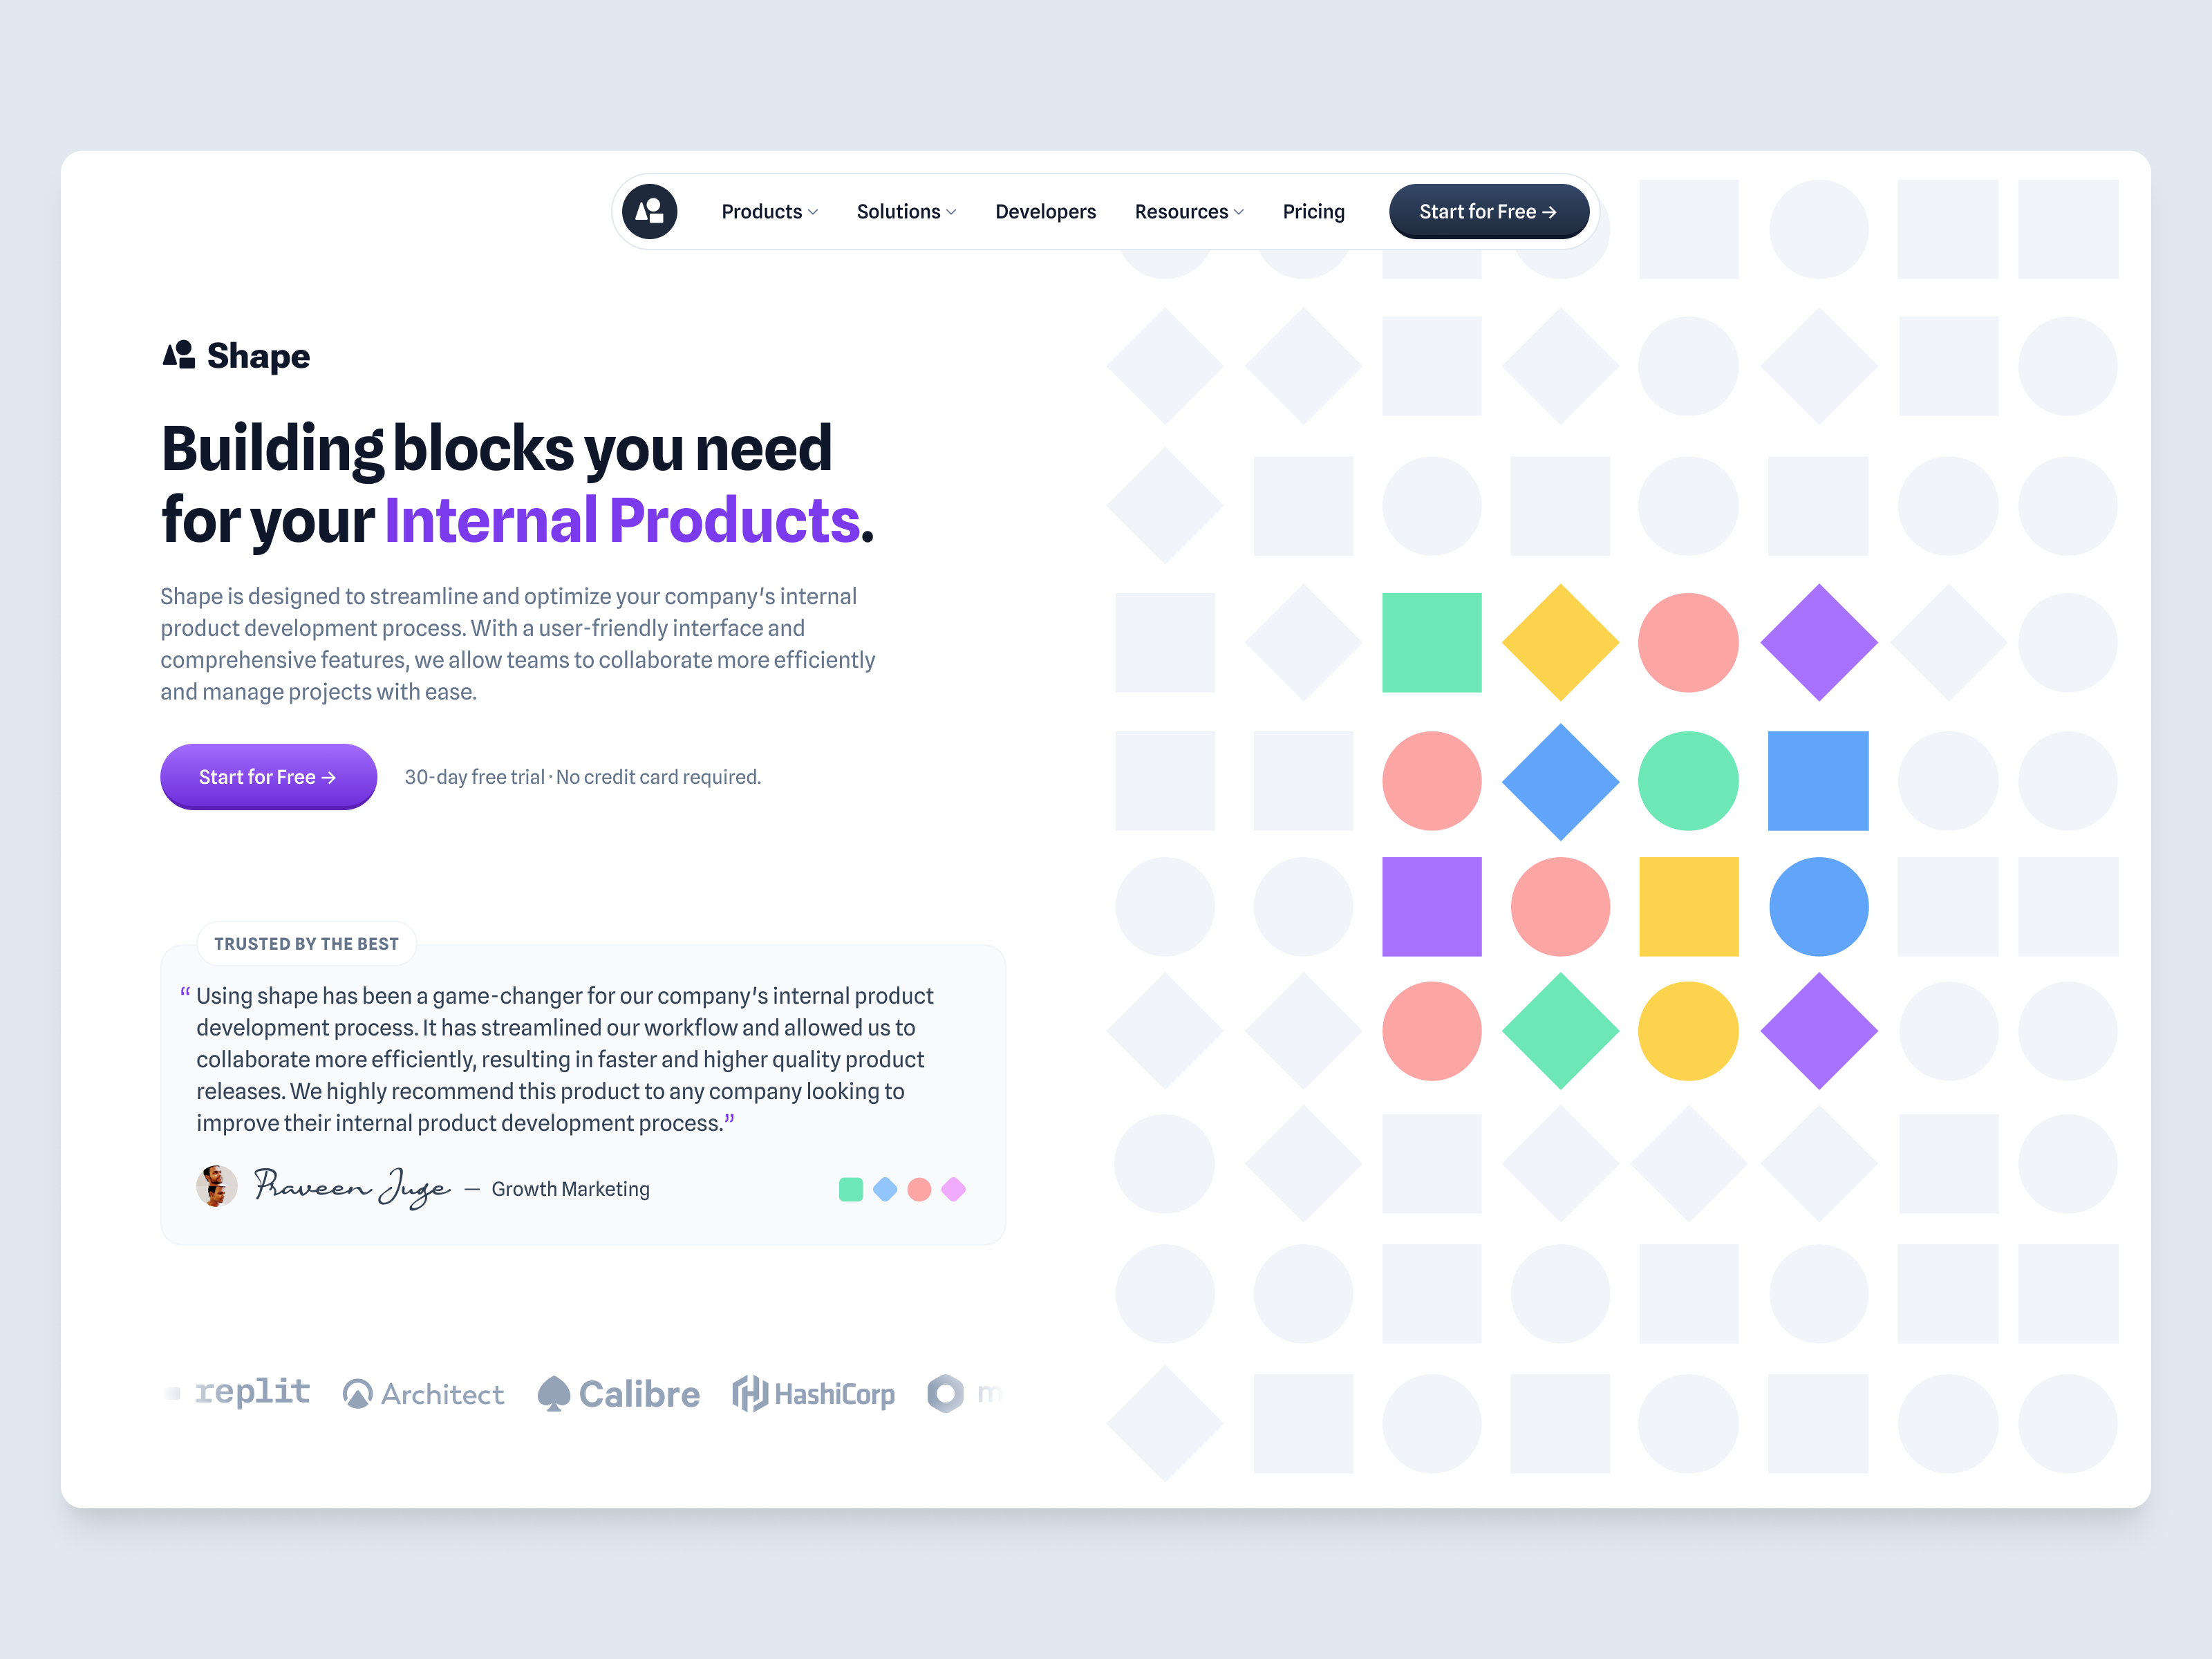 Products Solutions Developers Resources Pricing Start for Free →
Shape
Building blocks you need
for your Internal Products.
Shape is designed to streamline and optimize your company's internal
product development process. With a user-friendly interface and
comprehensive features, we allow teams to collaborate more efficiently
and manage projects with ease.
Start for Free → 30-day free trial · No credit card required.
TRUSTED BY THE BEST
“ Using shape has been a game-changer for our company's internal product
development process. It has streamlined our workflow and allowed us to
collaborate more efficiently, resulting in faster and higher quality product
releases. We highly recommend this product to any company looking to
improve their internal product development process.”
Praveen Juge — Growth Marketing
replit Architect Calibre HashiCorp m